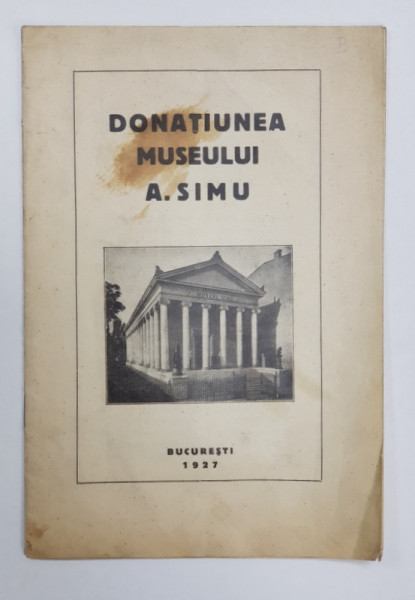 DONAȚIUNEA
MUSEULUI
A. SIMU
BUCUREȘTI
1927